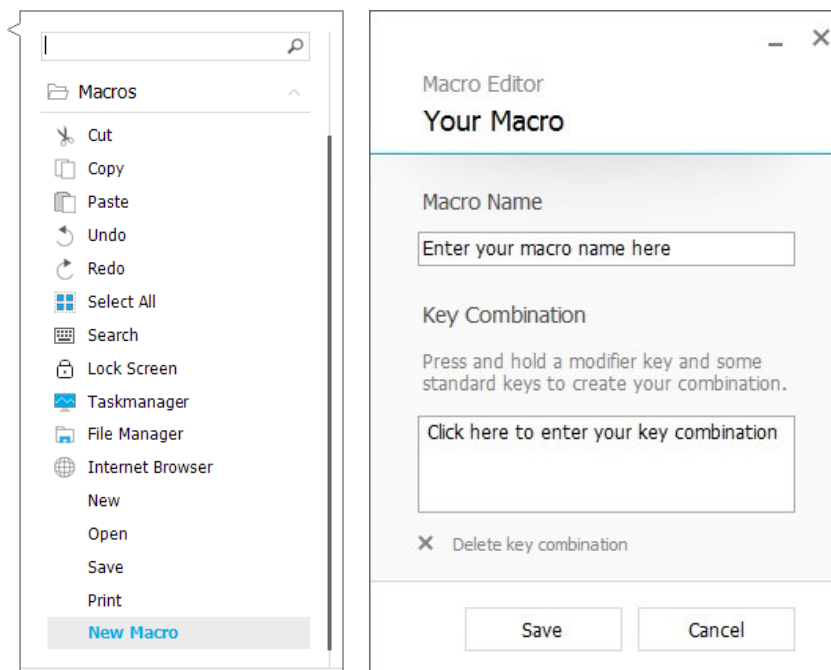 Macros
Cut
Copy
Paste
Undo
Redo
Select All
Search
Lock Screen
Taskmanager
File Manager
Internet Browser
New
Open
Save
Print
New Macro
Macro Editor
Your Macro
Macro Name
Enter your macro name here
Key Combination
Press and hold a modifier key and some
standard keys to create your combination.
Click here to enter your key combination
Delete key combination
Save
Cancel